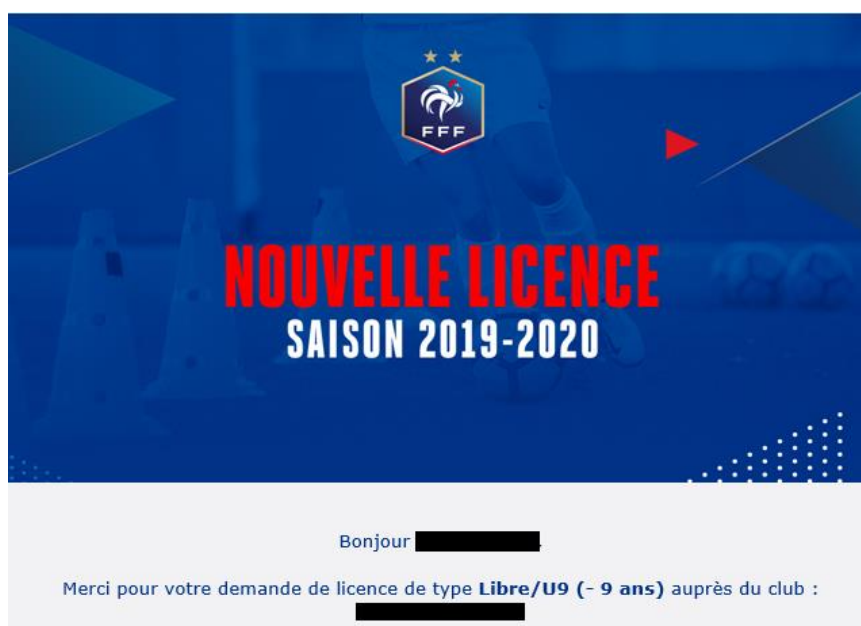 FFF
NOUVELLE LICENCE
SAISON 2019-2020
Bonjour
Merci pour votre demande de licence de type Libre/U9 (- 9 ans) auprès du club :